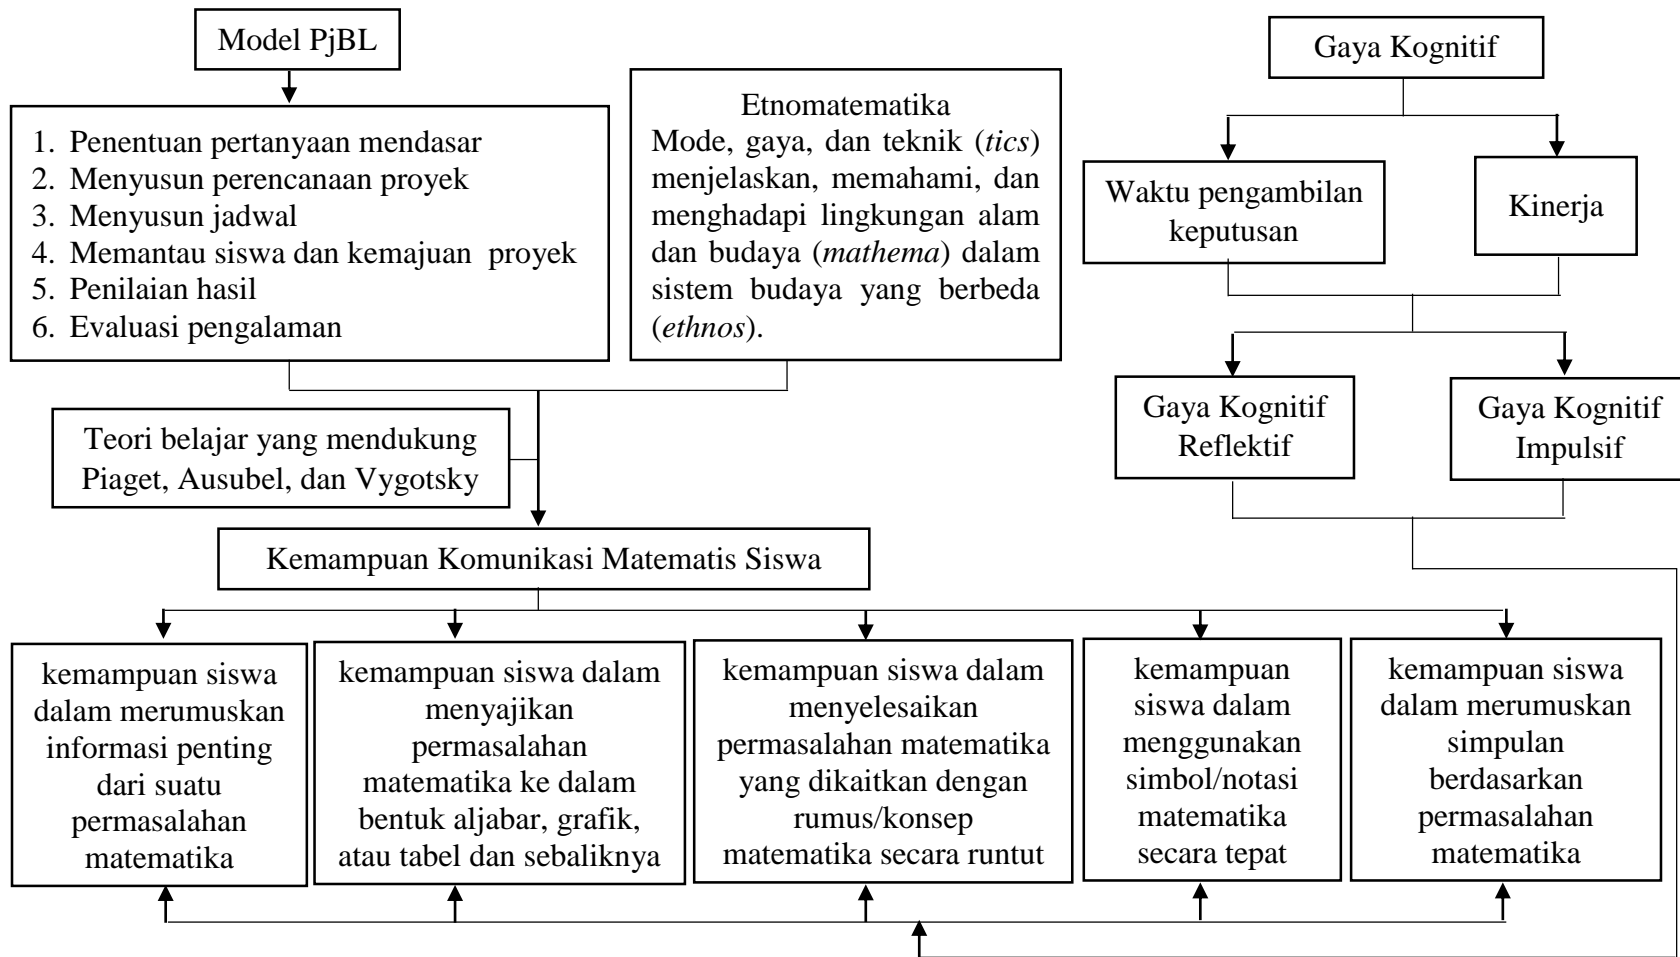 Model PjBL
1. Penentuan pertanyaan mendasar
2. Menyusun perencanaan proyek
3. Menyusun jadwal
4. Memantau siswa dan kemajuan proyek
5. Penilaian hasil
6. Evaluasi pengalaman
Etnomatematika
Mode, gaya, dan teknik (tics)
menjelaskan, memahami, dan
menghadapi lingkungan alam
dan budaya (mathema) dalam
sistem budaya yang berbeda
(ethnos).
Gaya Kognitif
Waktu pengambilan
keputusan
Kinerja
Gaya Kognitif
Reflektif
Gaya Kognitif
Impulsif
Teori belajar yang mendukung
Piaget, Ausubel, dan Vygotsky
Kemampuan Komunikasi Matematis Siswa
kemampuan siswa
dalam merumuskan
informasi penting
dari suatu
permasalahan
matematika
kemampuan siswa dalam
menyajikan
permasalahan
matematika ke dalam
bentuk aljabar, grafik,
atau tabel dan sebaliknya
kemampuan siswa dalam
menyelesaikan
permasalahan matematika
yang dikaitkan dengan
rumus/konsep
matematika secara runtut
kemampuan
siswa dalam
menggunakan
simbol/notasi
matematika
secara tepat
kemampuan siswa
dalam merumuskan
simpulan
berdasarkan
permasalahan
matematika